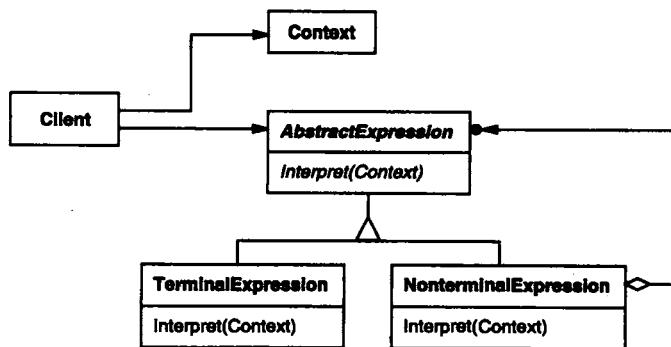 Context
Client
AbstractExpression
Interpret(Context)
TerminalExpression
Interpret(Context)
NonterminalExpression
Interpret(Context)